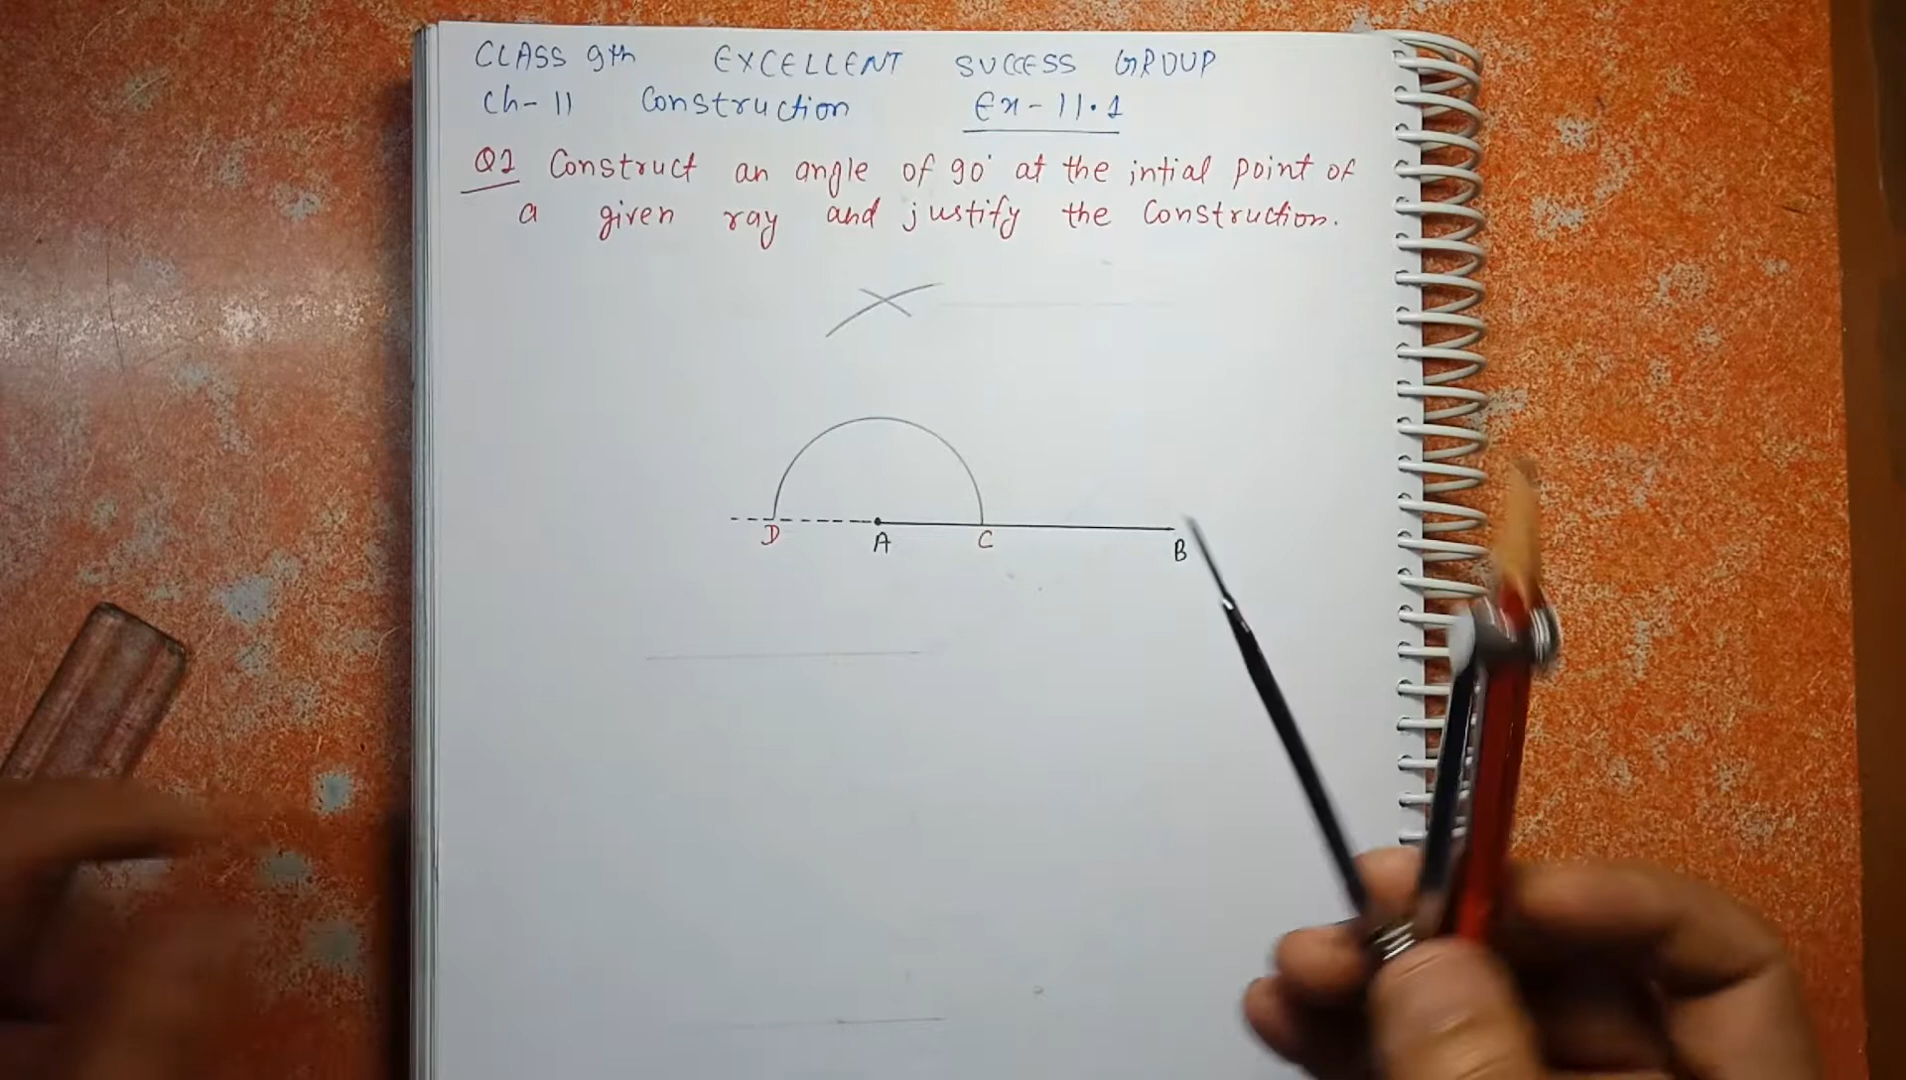 CLASS 9th EXCELLENT SUCCESS GROUP
Ch-11 Construction Ex-11.1
Q1 Construct an angle of 90° at the intial point of
a given ray and justify the Construction.
D A C B